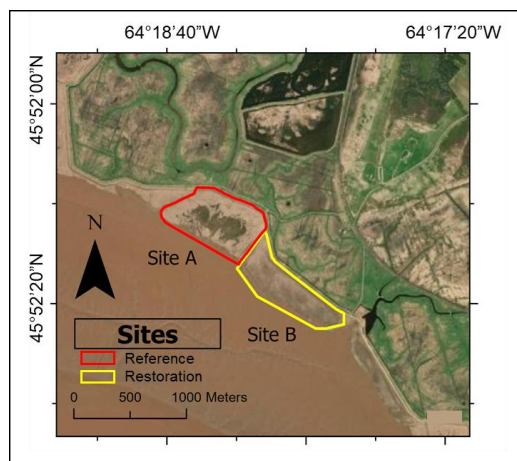 64°18'40"W 64°17'20"W
45°52'00"N
N
Site A
45°52'20"N
Site B
Sites
Reference
Restoration
0 500 1000 Meters